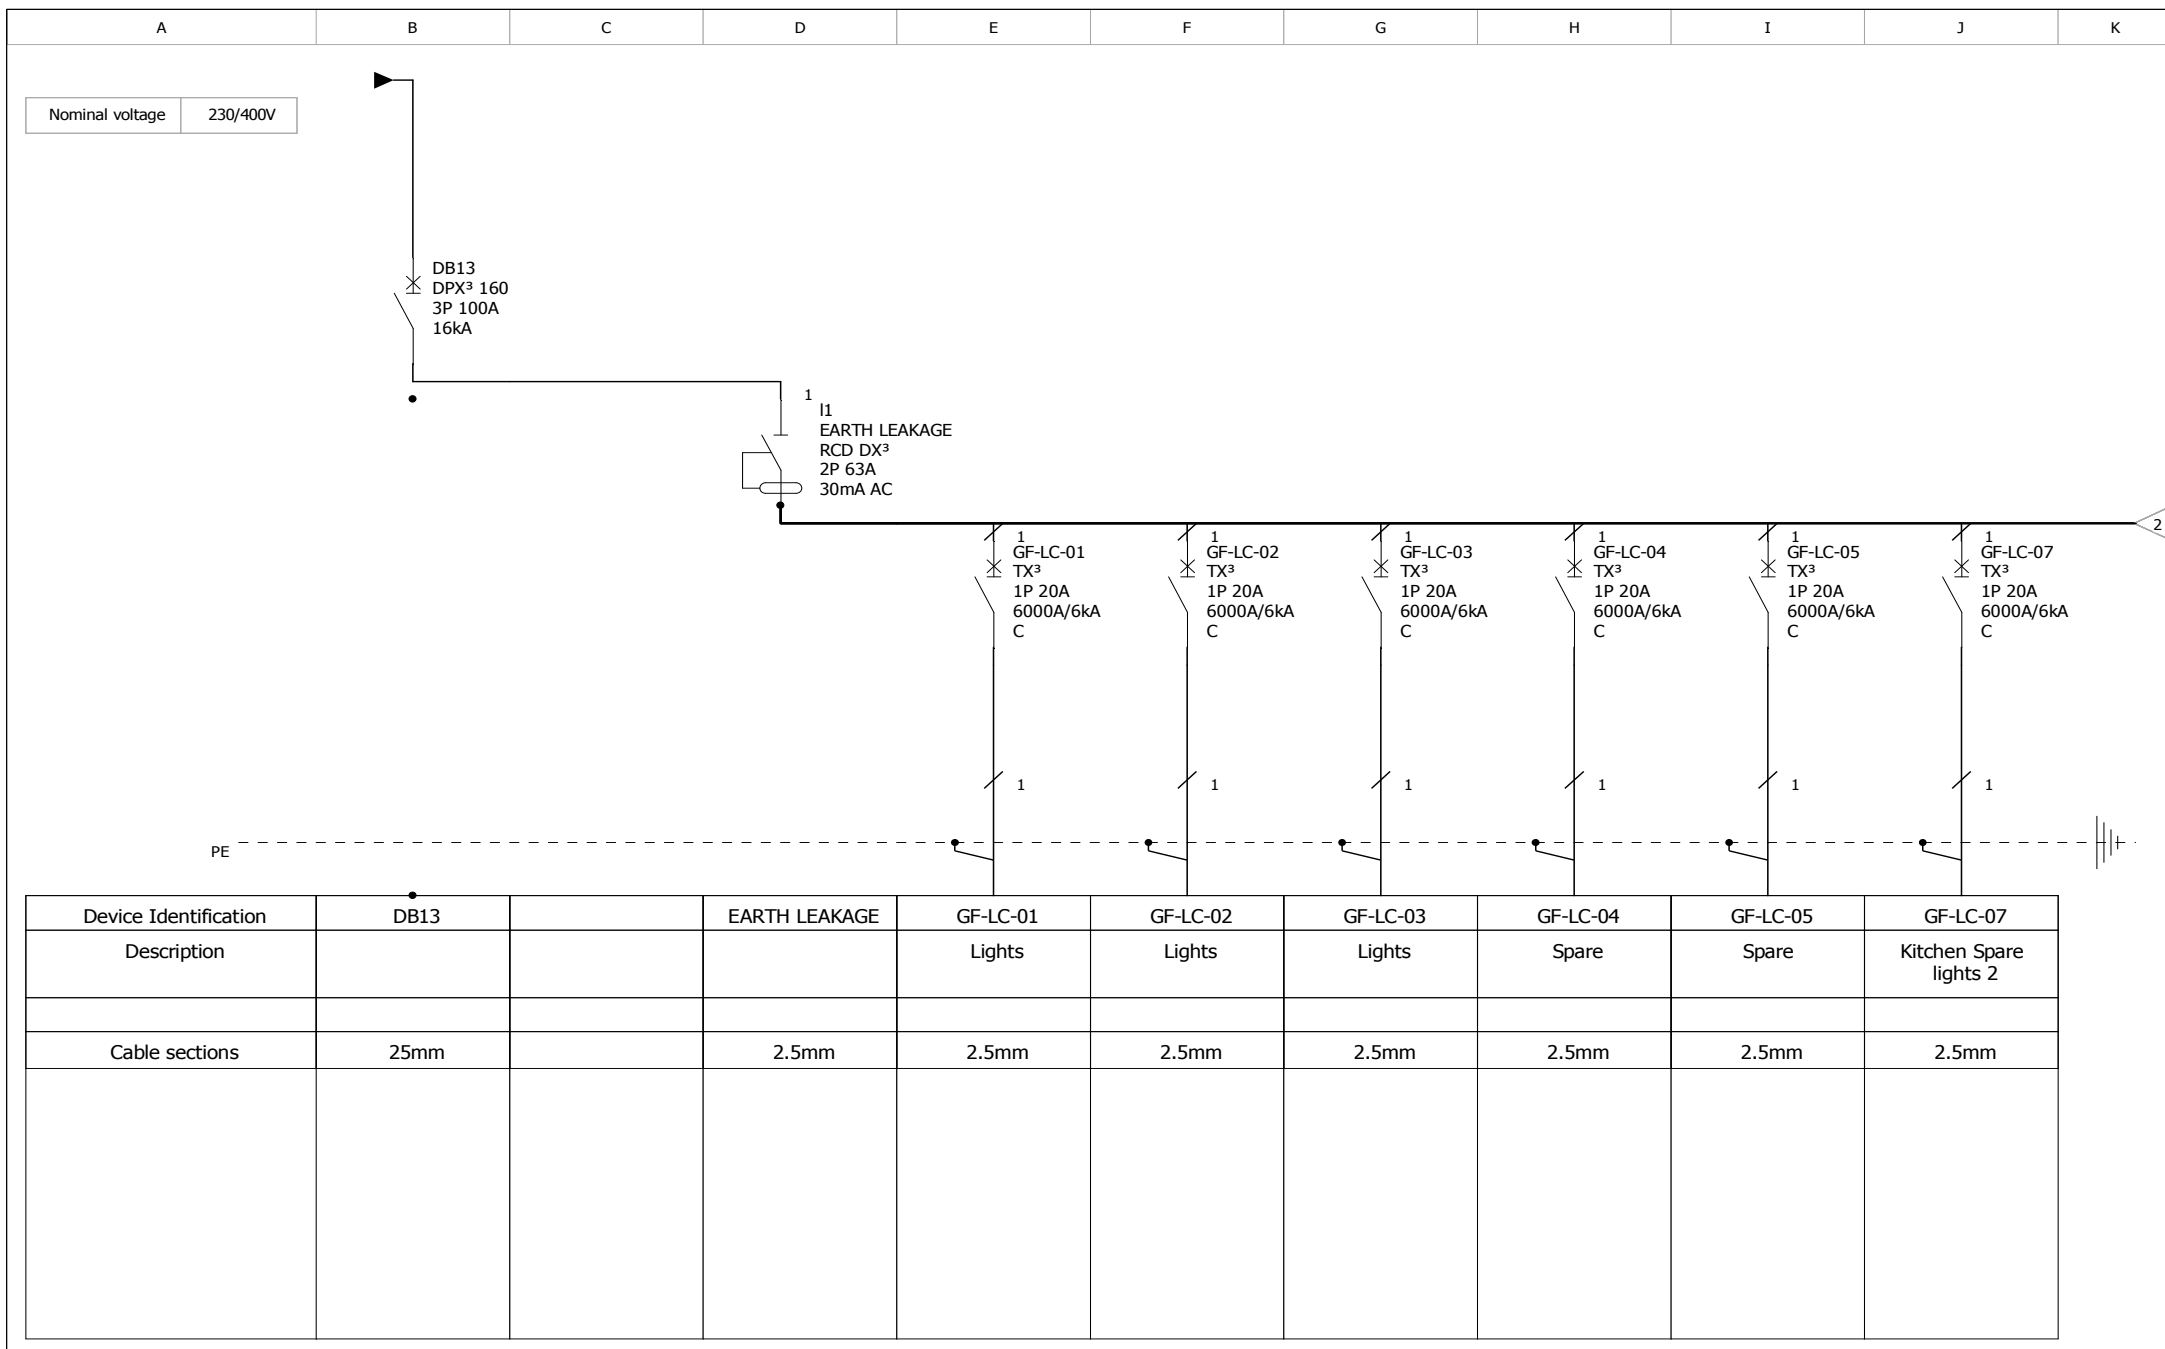 A B C D E F G H I J K
Nominal voltage 230/400V
DB13
DPX³ 160
3P 100A
16kA
1
I1
EARTH LEAKAGE
RCD DX³
2P 63A
30mA AC
2
1
GF-LC-01
TX³
1P 20A
6000A/6kA
C
1
GF-LC-02
TX³
1P 20A
6000A/6kA
C
1
GF-LC-03
TX³
1P 20A
6000A/6kA
C
1
GF-LC-04
TX³
1P 20A
6000A/6kA
C
1
GF-LC-05
TX³
1P 20A
6000A/6kA
C
1
GF-LC-07
TX³
1P 20A
6000A/6kA
C
1 1 1 1 1 1
PE
Device Identification DB13 EARTH LEAKAGE GF-LC-01 GF-LC-02 GF-LC-03 GF-LC-04 GF-LC-05 GF-LC-07
Description Lights Lights Lights Spare Spare Kitchen Spare
lights 2
Cable sections 25mm 2.5mm 2.5mm 2.5mm 2.5mm 2.5mm 2.5mm 2.5mm